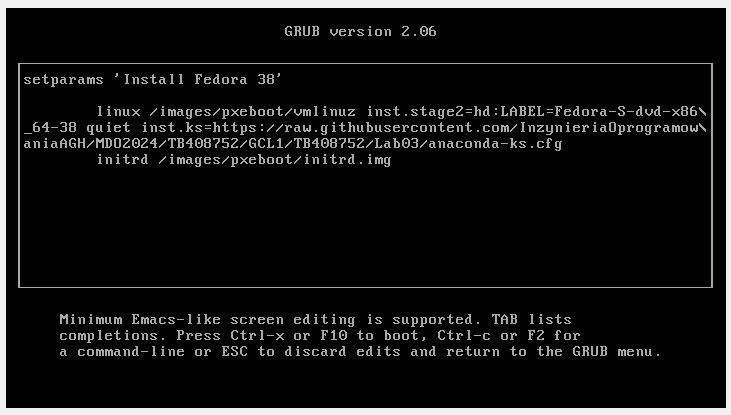 GRUB version 2.06
setparams 'Install Fedora 38'
linux /images/pxeboot/vmlinuz inst.stage2=hd:LABEL=Fedora-S-dvd-x86\
_64-38 quiet inst.ks=https://raw.githubusercontent.com/InzynieriaOprogramow\
aniaAGH/MDO2024/TB408752/GCL1/TB408752/Lab03/anaconda-ks.cfg
initrd /images/pxeboot/initrd.img
Minimum Emacs-like screen editing is supported. TAB lists
completions. Press Ctrl-x or F10 to boot, Ctrl-c or F2 for
a command-line or ESC to discard edits and return to the GRUB menu.